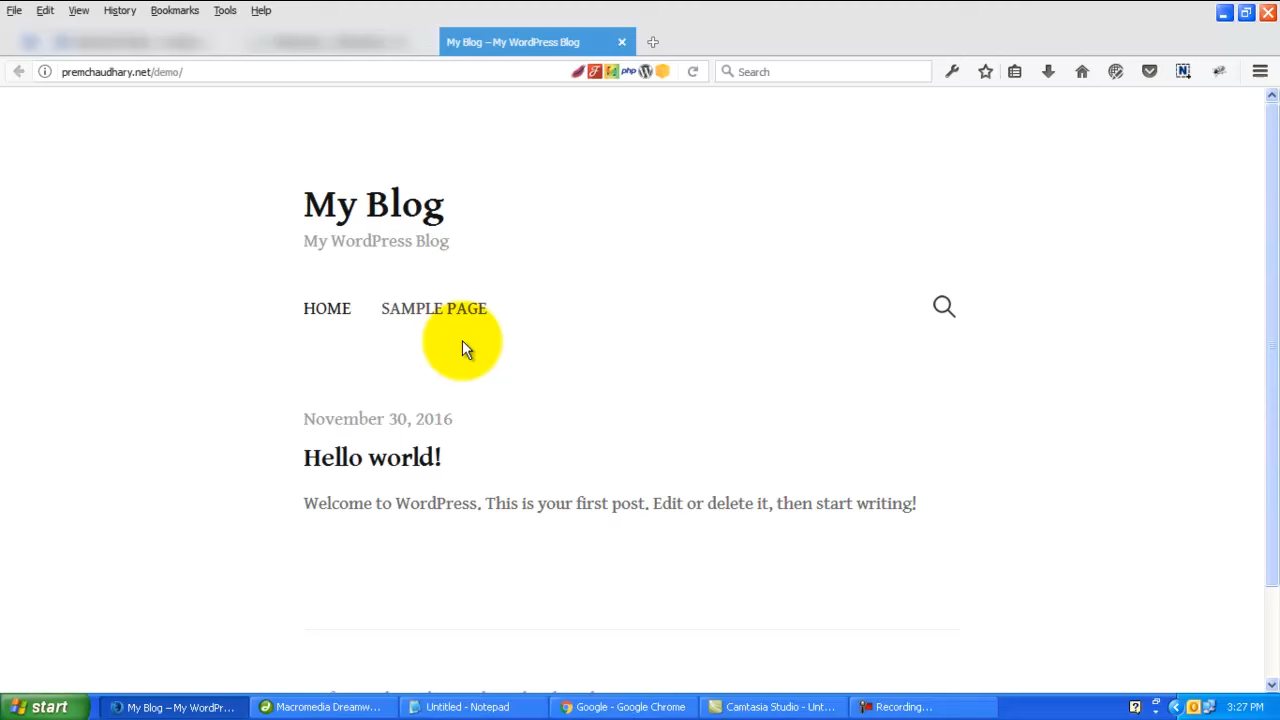 File Edit View History Bookmarks Tools Help
My Blog – My WordPress Blog
premchaudhary.net/demo/
php
Search
My Blog
My WordPress Blog
HOME SAMPLE PAGE
November 30, 2016
Hello world!
Welcome to WordPress. This is your first post. Edit or delete it, then start writing!
start
My Blog – My WordPr...
Macromedia Dreamw...
Untitled - Notepad
Google - Google Chrome
Camtasia Studio - Unt...
Recording...
3:27 PM